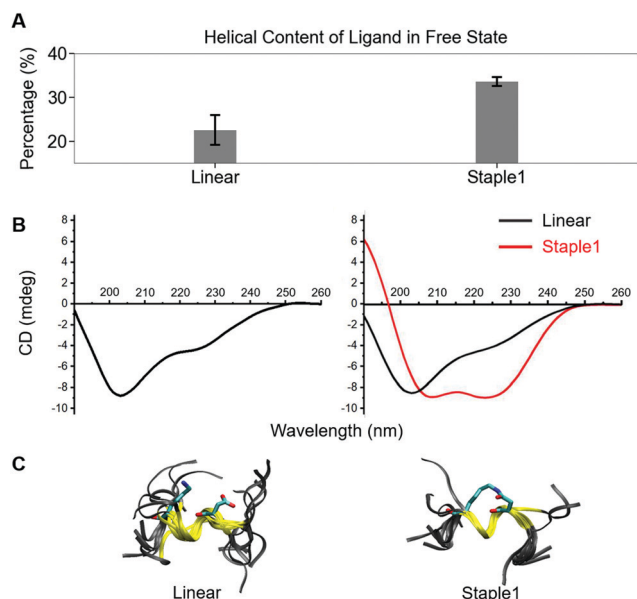 A
Helical Content of Ligand in Free State
Percentage (%)
40
30
20
Linear
Staple1
B
CD (mdeg)
8
6
4
2
0
-2
-4
-6
-8
-10
200 210 220 230 240 250 260
8
6
4
2
0
-2
-4
-6
-8
-10
200 210 220 230 240 250 260
Linear
Staple1
Wavelength (nm)
C
Linear
Staple1